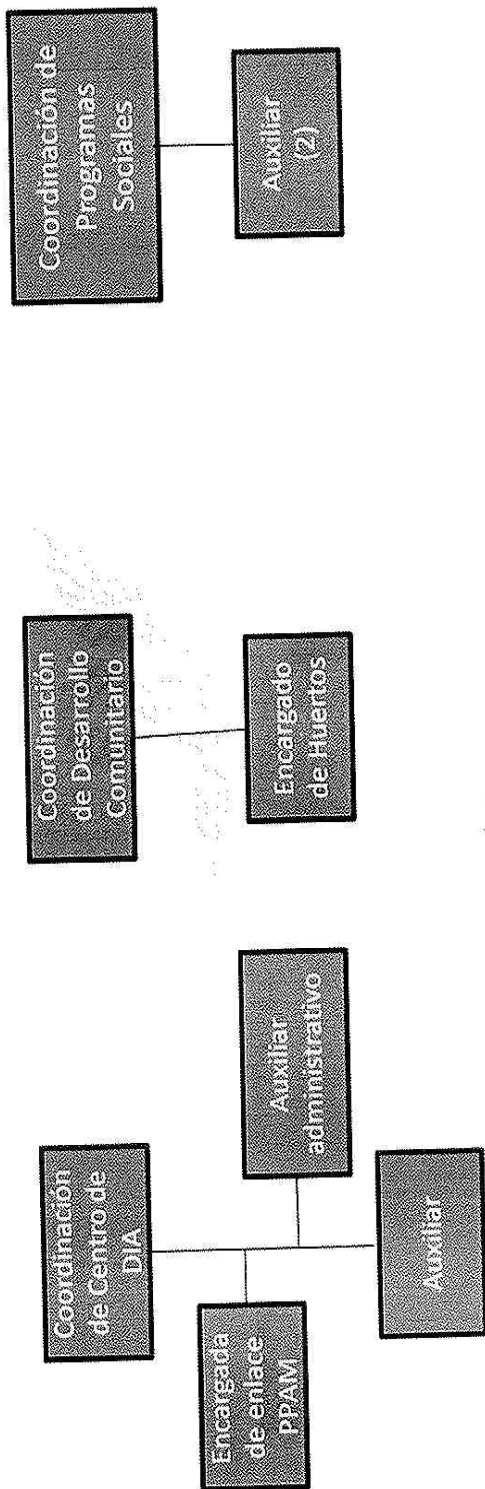 Coordinación
de Centro de
DIA
Encargada
de enlace
PPAM
Auxiliar
administrativo
Auxiliar
Coordinación
de Desarrollo
Comunitario
Encargado
de Huertos
Coordinación de
Programas
Sociales
Auxiliar
(2)